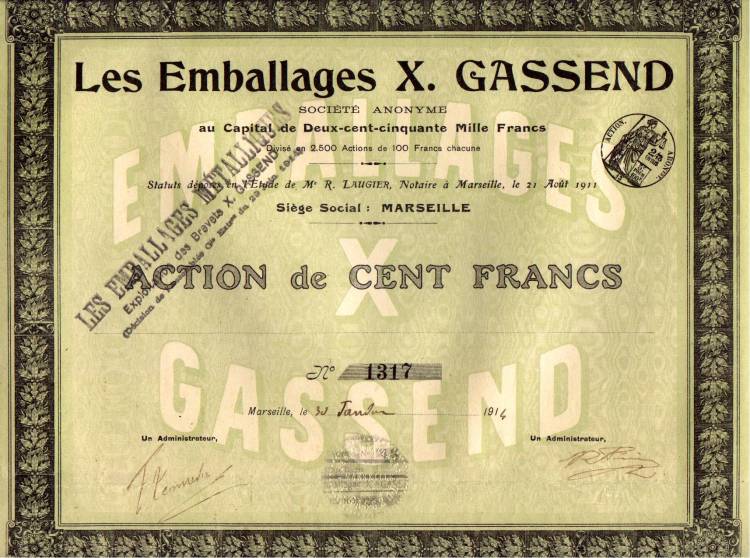 Les Emballages X. GASSEND
SOCIÉTÉ ANONYME
au Capital de Deux-cent-cinquante Mille Francs
Divisé en 2.500 Actions de 100 Francs chacune
Statuts déposés en l'Étude de Me R. LAUGIER, Notaire à Marseille, le 21 Août 1911
Siège Social : MARSEILLE
ACTION. ABONNT
LES EMBALLAGES MÉTALLIQUES
des Brevets X. GASSEND
EMBALLAGES
X
GASSEND
ACTION de CENT FRANCS
No 1317
Marseille, le 1914
Un Administrateur,
Un Administrateur,